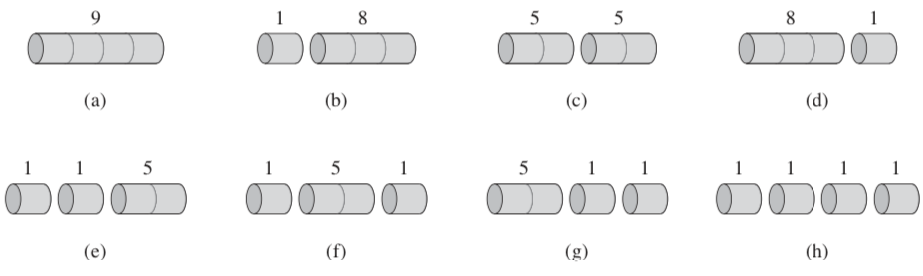 9 1 8 5 5 8 1
(a) (b) (c) (d)
1 1 5 1 5 1 5 1 1 1 1 1 1
(e) (f) (g) (h)